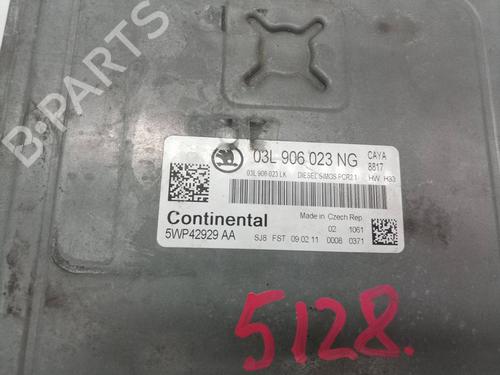 B-PARTS
03L 906 023 NG CAYA
8817
03L 906 023 LK DIESEL SIMOS PCR2.1 HW H33
Continental Made in Czech Rep.
02 1061
5WP42929 AA SJ8 FST 09.02.11 0008 0371
5128.